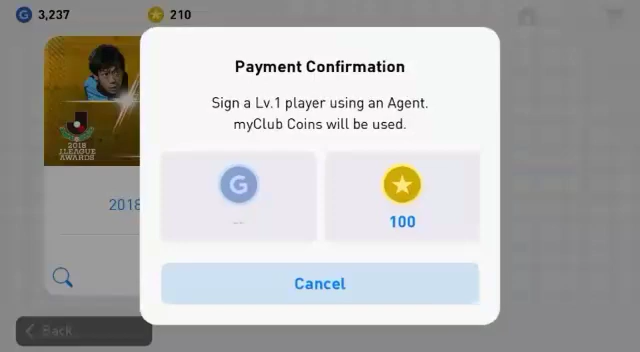 G 3,237
210
Payment Confirmation
Sign a Lv.1 player using an Agent.
myClub Coins will be used.
G
--
100
2018
J.LEAGUE
AWARDS
2018
Cancel
Back